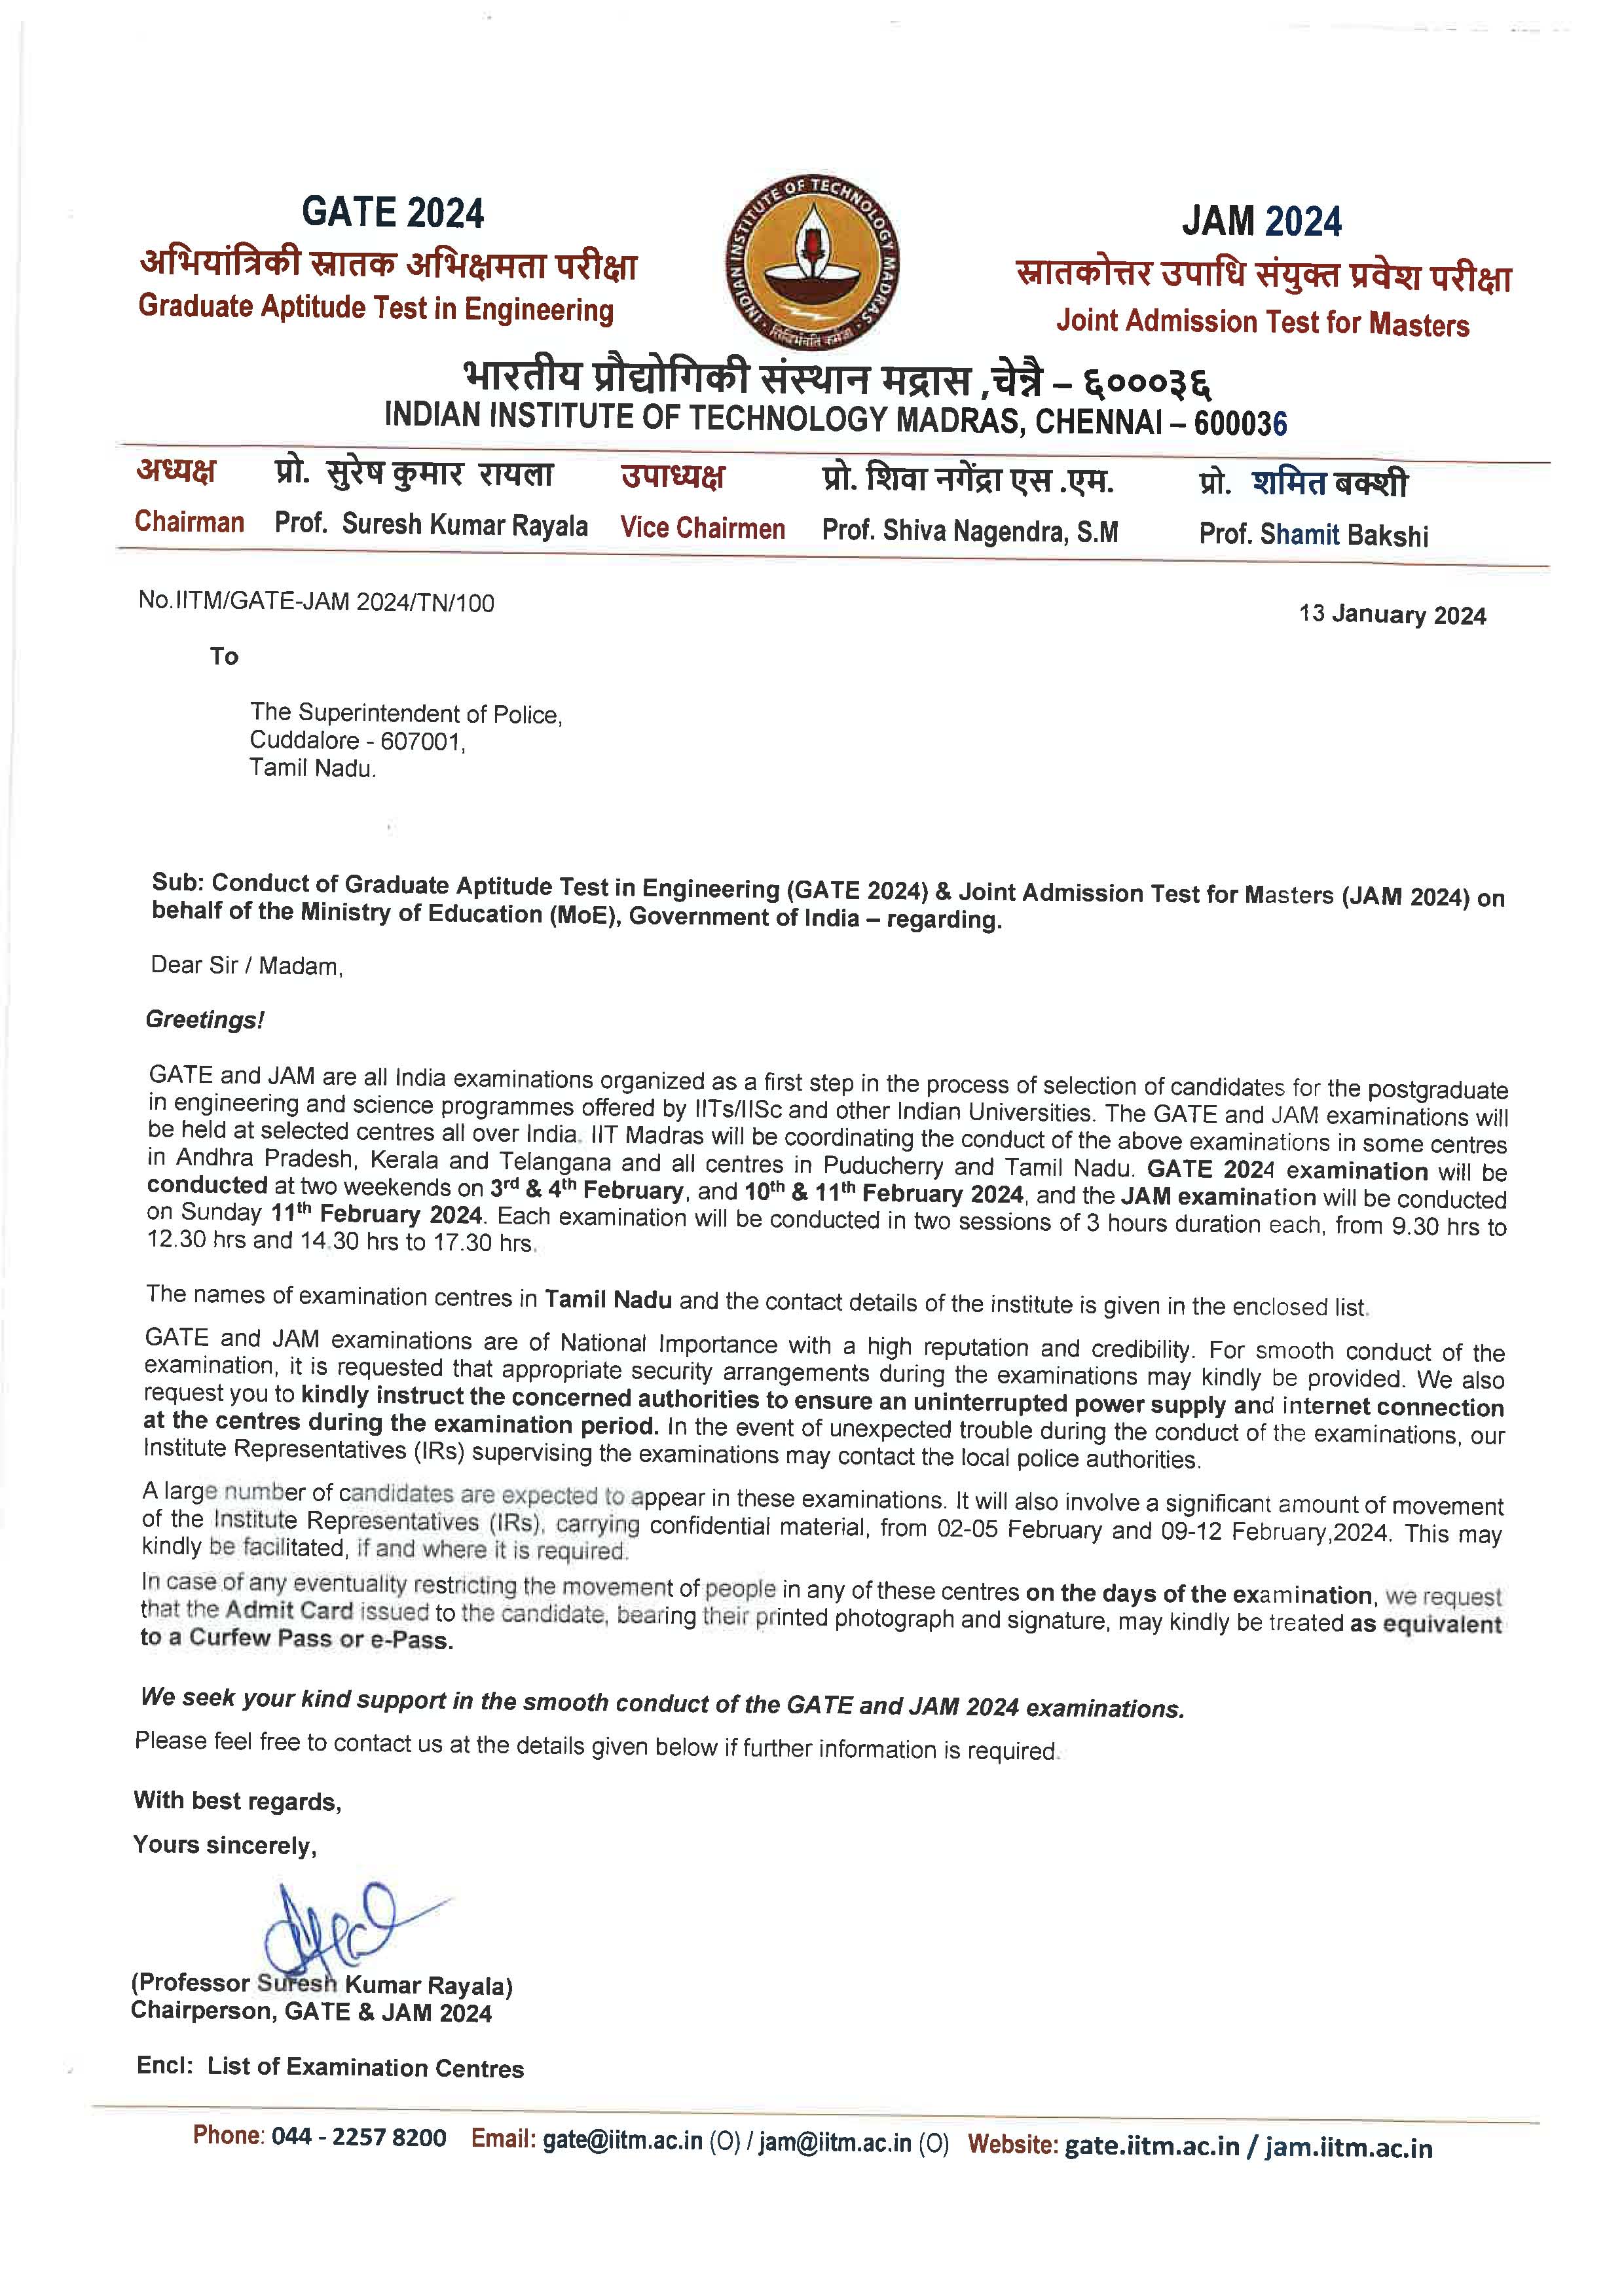 GATE 2024
अभियांत्रिकी स्नातक अभिक्षमता परीक्षा
Graduate Aptitude Test in Engineering
INDIAN INSTITUTE OF TECHNOLOGY MADRAS
सिद्धिर्भवति कर्मजा
JAM 2024
स्नातकोत्तर उपाधि संयुक्त प्रवेश परीक्षा
Joint Admission Test for Masters
भारतीय प्रौद्योगिकी संस्थान मद्रास ,चेन्नै – ६०००३६
INDIAN INSTITUTE OF TECHNOLOGY MADRAS, CHENNAI – 600036
अध्यक्ष प्रो. सुरेष कुमार रायला उपाध्यक्ष प्रो. शिवा नगेंद्रा एस .एम. प्रो. शमित बक्शी
Chairman Prof. Suresh Kumar Rayala Vice Chairmen Prof. Shiva Nagendra, S.M Prof. Shamit Bakshi
No.IITM/GATE-JAM 2024/TN/100 13 January 2024
To
The Superintendent of Police,
Cuddalore - 607001,
Tamil Nadu.
Sub: Conduct of Graduate Aptitude Test in Engineering (GATE 2024) & Joint Admission Test for Masters (JAM 2024) on
behalf of the Ministry of Education (MoE), Government of India – regarding.
Dear Sir / Madam,
Greetings!
GATE and JAM are all India examinations organized as a first step in the process of selection of candidates for the postgraduate
in engineering and science programmes offered by IITs/IISc and other Indian Universities. The GATE and JAM examinations will
be held at selected centres all over India. IIT Madras will be coordinating the conduct of the above examinations in some centres
in Andhra Pradesh, Kerala and Telangana and all centres in Puducherry and Tamil Nadu. GATE 2024 examination will be
conducted at two weekends on 3rd & 4th February, and 10th & 11th February 2024, and the JAM examination will be conducted
on Sunday 11th February 2024. Each examination will be conducted in two sessions of 3 hours duration each, from 9.30 hrs to
12.30 hrs and 14.30 hrs to 17.30 hrs.
The names of examination centres in Tamil Nadu and the contact details of the institute is given in the enclosed list.
GATE and JAM examinations are of National Importance with a high reputation and credibility. For smooth conduct of the
examination, it is requested that appropriate security arrangements during the examinations may kindly be provided. We also
request you to kindly instruct the concerned authorities to ensure an uninterrupted power supply and internet connection
at the centres during the examination period. In the event of unexpected trouble during the conduct of the examinations, our
Institute Representatives (IRs) supervising the examinations may contact the local police authorities.
A large number of candidates are expected to appear in these examinations. It will also involve a significant amount of movement
of the Institute Representatives (IRs), carrying confidential material, from 02-05 February and 09-12 February,2024. This may
kindly be facilitated, if and where it is required.
In case of any eventuality restricting the movement of people in any of these centres on the days of the examination, we request
that the Admit Card issued to the candidate, bearing their printed photograph and signature, may kindly be treated as equivalent
to a Curfew Pass or e-Pass.
We seek your kind support in the smooth conduct of the GATE and JAM 2024 examinations.
Please feel free to contact us at the details given below if further information is required.
With best regards,
Yours sincerely,
(Professor Suresh Kumar Rayala)
Chairperson, GATE & JAM 2024
Encl: List of Examination Centres
Phone: 044 - 2257 8200 Email: gate@iitm.ac.in (O) / jam@iitm.ac.in (O) Website: gate.iitm.ac.in / jam.iitm.ac.in